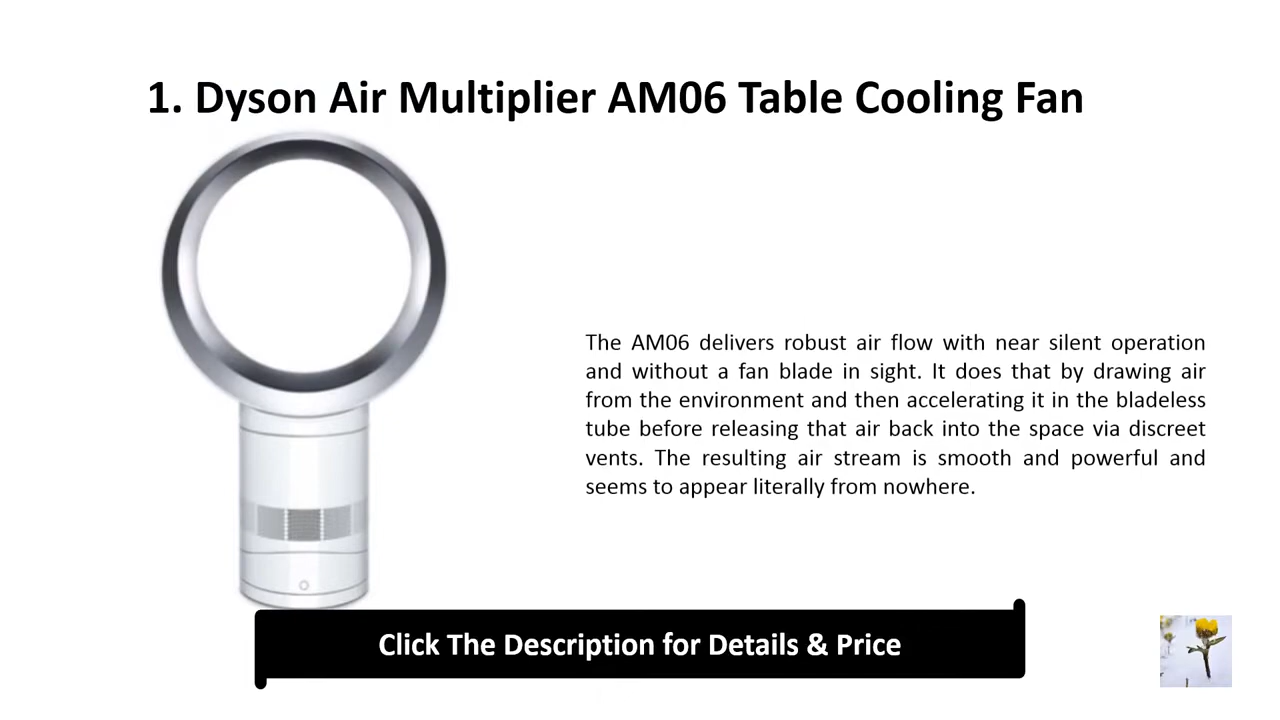 1. Dyson Air Multiplier AM06 Table Cooling Fan
The AM06 delivers robust air flow with near silent operation
and without a fan blade in sight. It does that by drawing air
from the environment and then accelerating it in the bladeless
tube before releasing that air back into the space via discreet
vents. The resulting air stream is smooth and powerful and
seems to appear literally from nowhere.
Click The Description for Details & Price